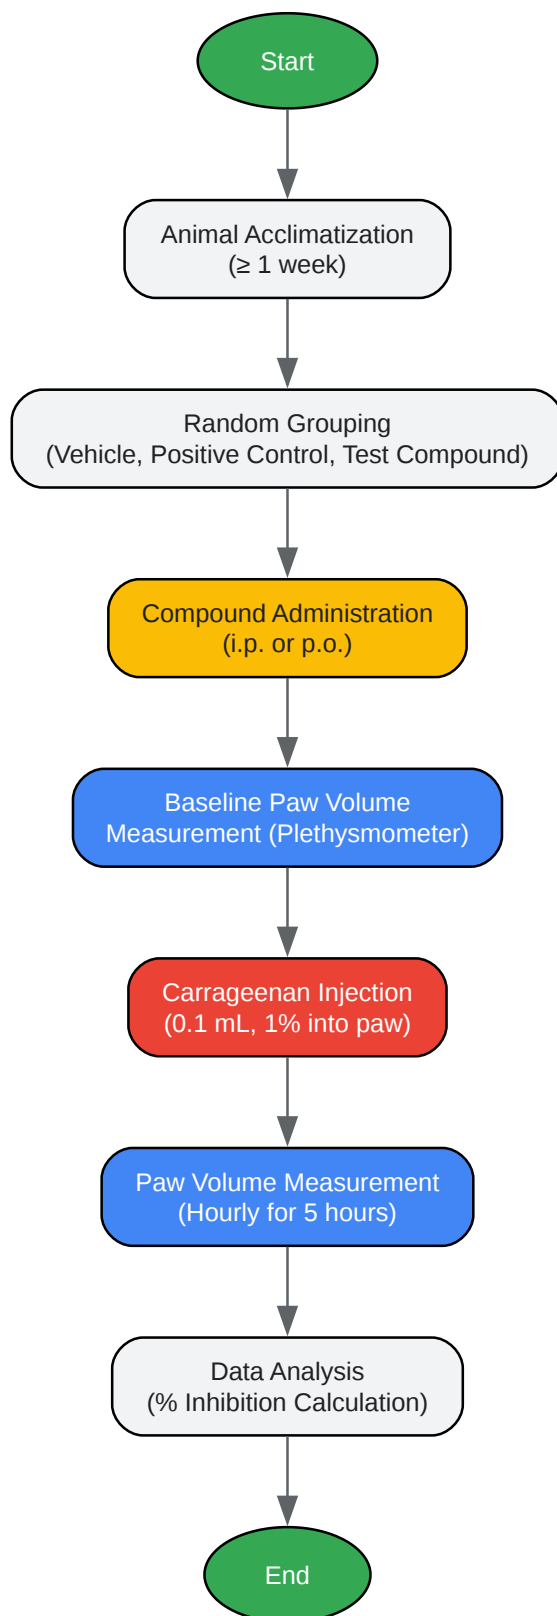 Start
Animal Acclimatization
(≥ 1 week)
Random Grouping
(Vehicle, Positive Control, Test Compound)
Compound Administration
(i.p. or p.o.)
Baseline Paw Volume
Measurement (Plethysmometer)
Carrageenan Injection
(0.1 mL, 1% into paw)
Paw Volume Measurement
(Hourly for 5 hours)
Data Analysis
(% Inhibition Calculation)
End